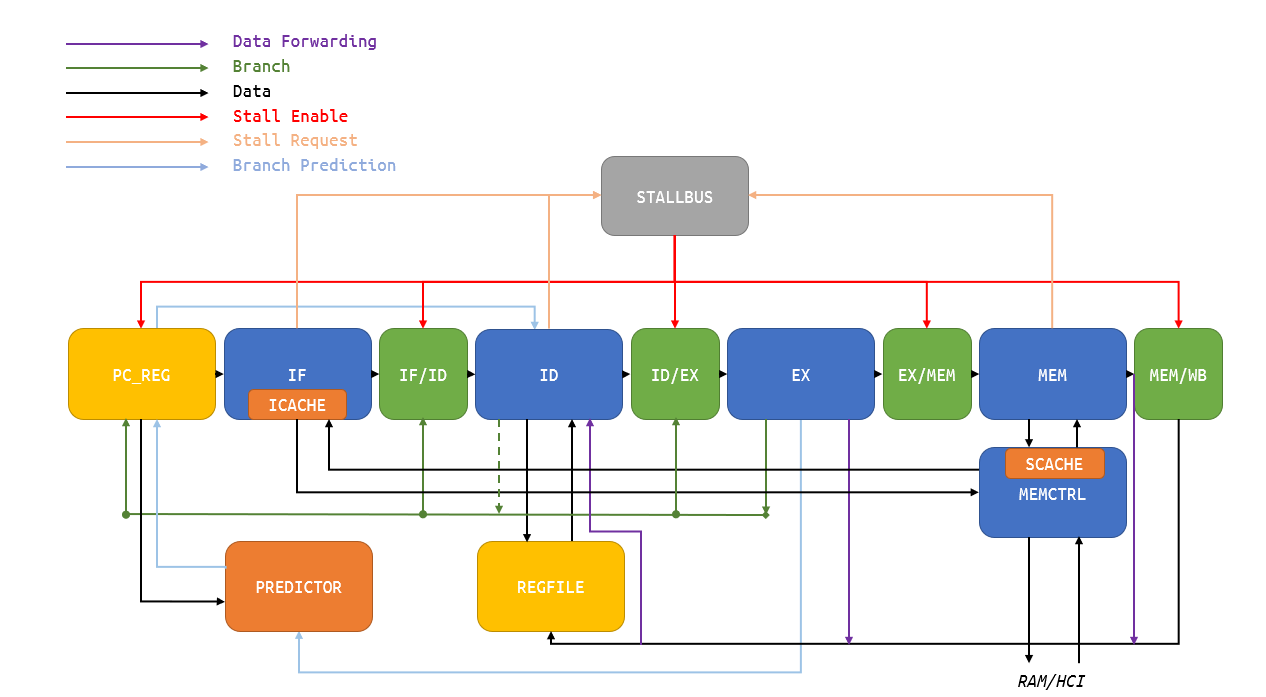 Data Forwarding
Branch
Data
Stall Enable
Stall Request
Branch Prediction
STALLBUS
PC_REG
IF
ICACHE
IF/ID
ID
ID/EX
EX
EX/MEM
MEM
MEM/WB
SCACHE
MEMCTRL
PREDICTOR
REGFILE
RAM/HCI